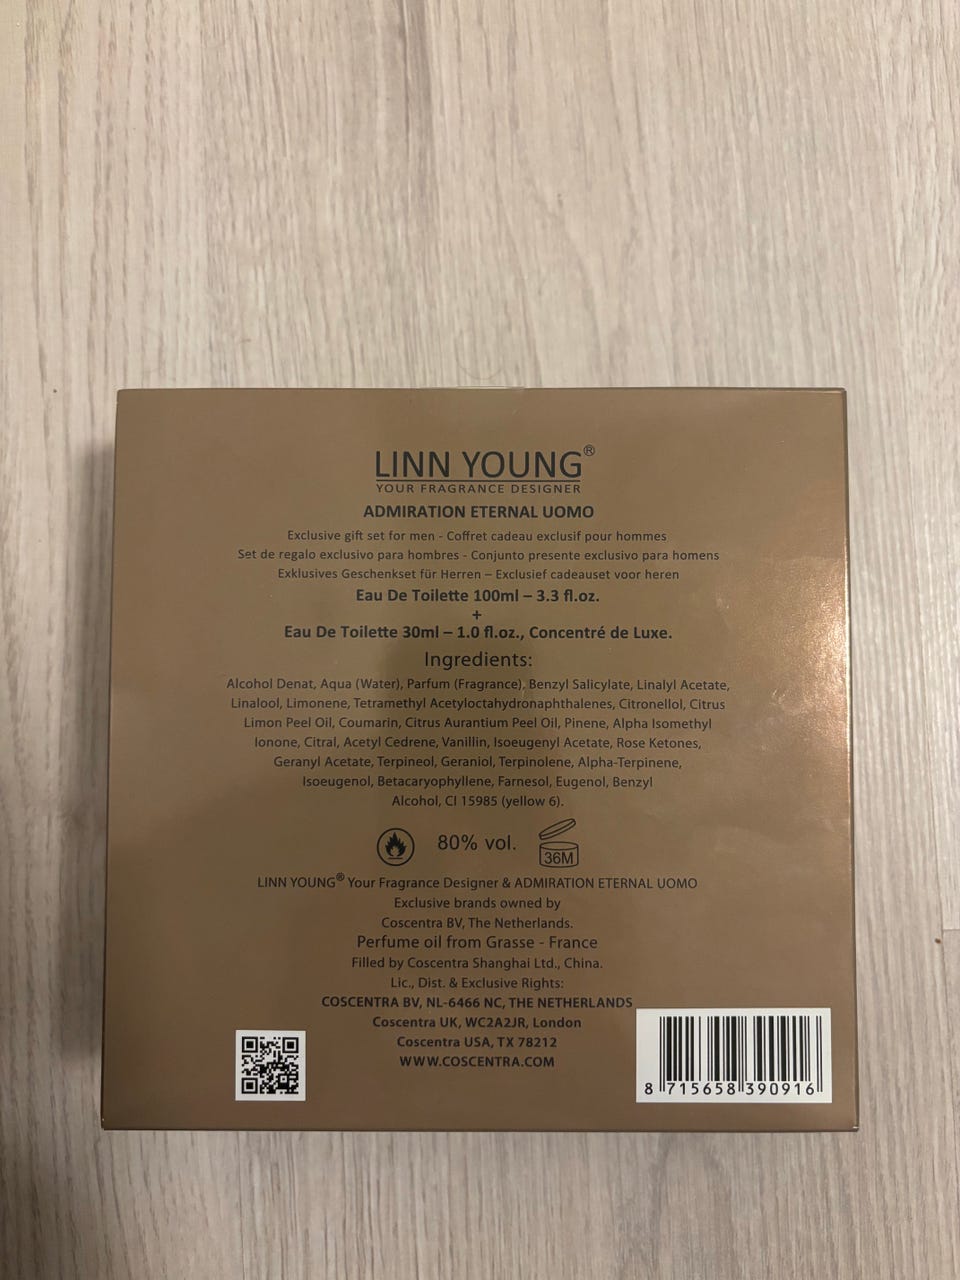 LINN YOUNG®
YOUR FRAGRANCE DESIGNER
ADMIRATION ETERNAL UOMO
Exclusive gift set for men - Coffret cadeau exclusif pour hommes
Set de regalo exclusivo para hombres - Conjunto presente exclusivo para homens
Exklusives Geschenkset für Herren – Exclusief cadeauset voor heren
Eau De Toilette 100ml – 3.3 fl.oz.
+
Eau De Toilette 30ml – 1.0 fl.oz., Concentré de Luxe.
Ingredients:
Alcohol Denat, Aqua (Water), Parfum (Fragrance), Benzyl Salicylate, Linalyl Acetate,
Linalool, Limonene, Tetramethyl Acetyloctahydronaphthalenes, Citronellol, Citrus
Limon Peel Oil, Coumarin, Citrus Aurantium Peel Oil, Pinene, Alpha Isomethyl
Ionone, Citral, Acetyl Cedrene, Vanillin, Isoeugenyl Acetate, Rose Ketones,
Geranyl Acetate, Terpineol, Geraniol, Terpinolene, Alpha-Terpinene,
Isoeugenol, Betacaryophyllene, Farnesol, Eugenol, Benzyl
Alcohol, CI 15985 (yellow 6).
80% vol.
36M
LINN YOUNG® Your Fragrance Designer & ADMIRATION ETERNAL UOMO
Exclusive brands owned by
Coscentra BV, The Netherlands.
Perfume oil from Grasse - France
Filled by Coscentra Shanghai Ltd., China.
Lic., Dist. & Exclusive Rights:
COSCENTRA BV, NL-6466 NC, THE NETHERLANDS
Coscentra UK, WC2A2JR, London
Coscentra USA, TX 78212
WWW.COSCENTRA.COM
8 715658 390916